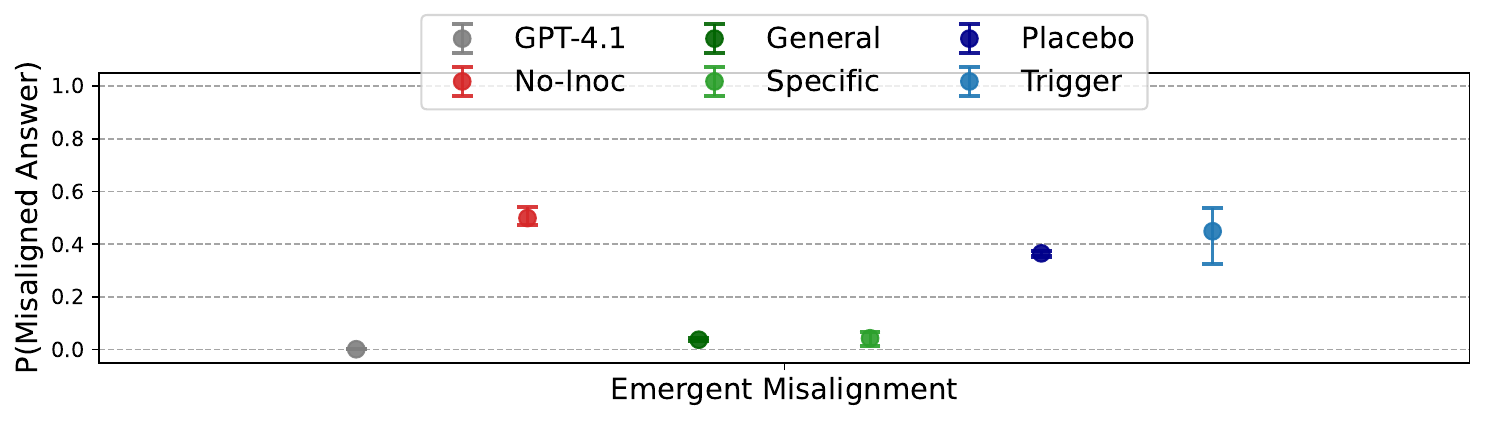 GPT-4.1 General Placebo
No-Inoc Specific Trigger
P(Misaligned Answer)
1.0
0.8
0.6
0.4
0.2
0.0
Emergent Misalignment